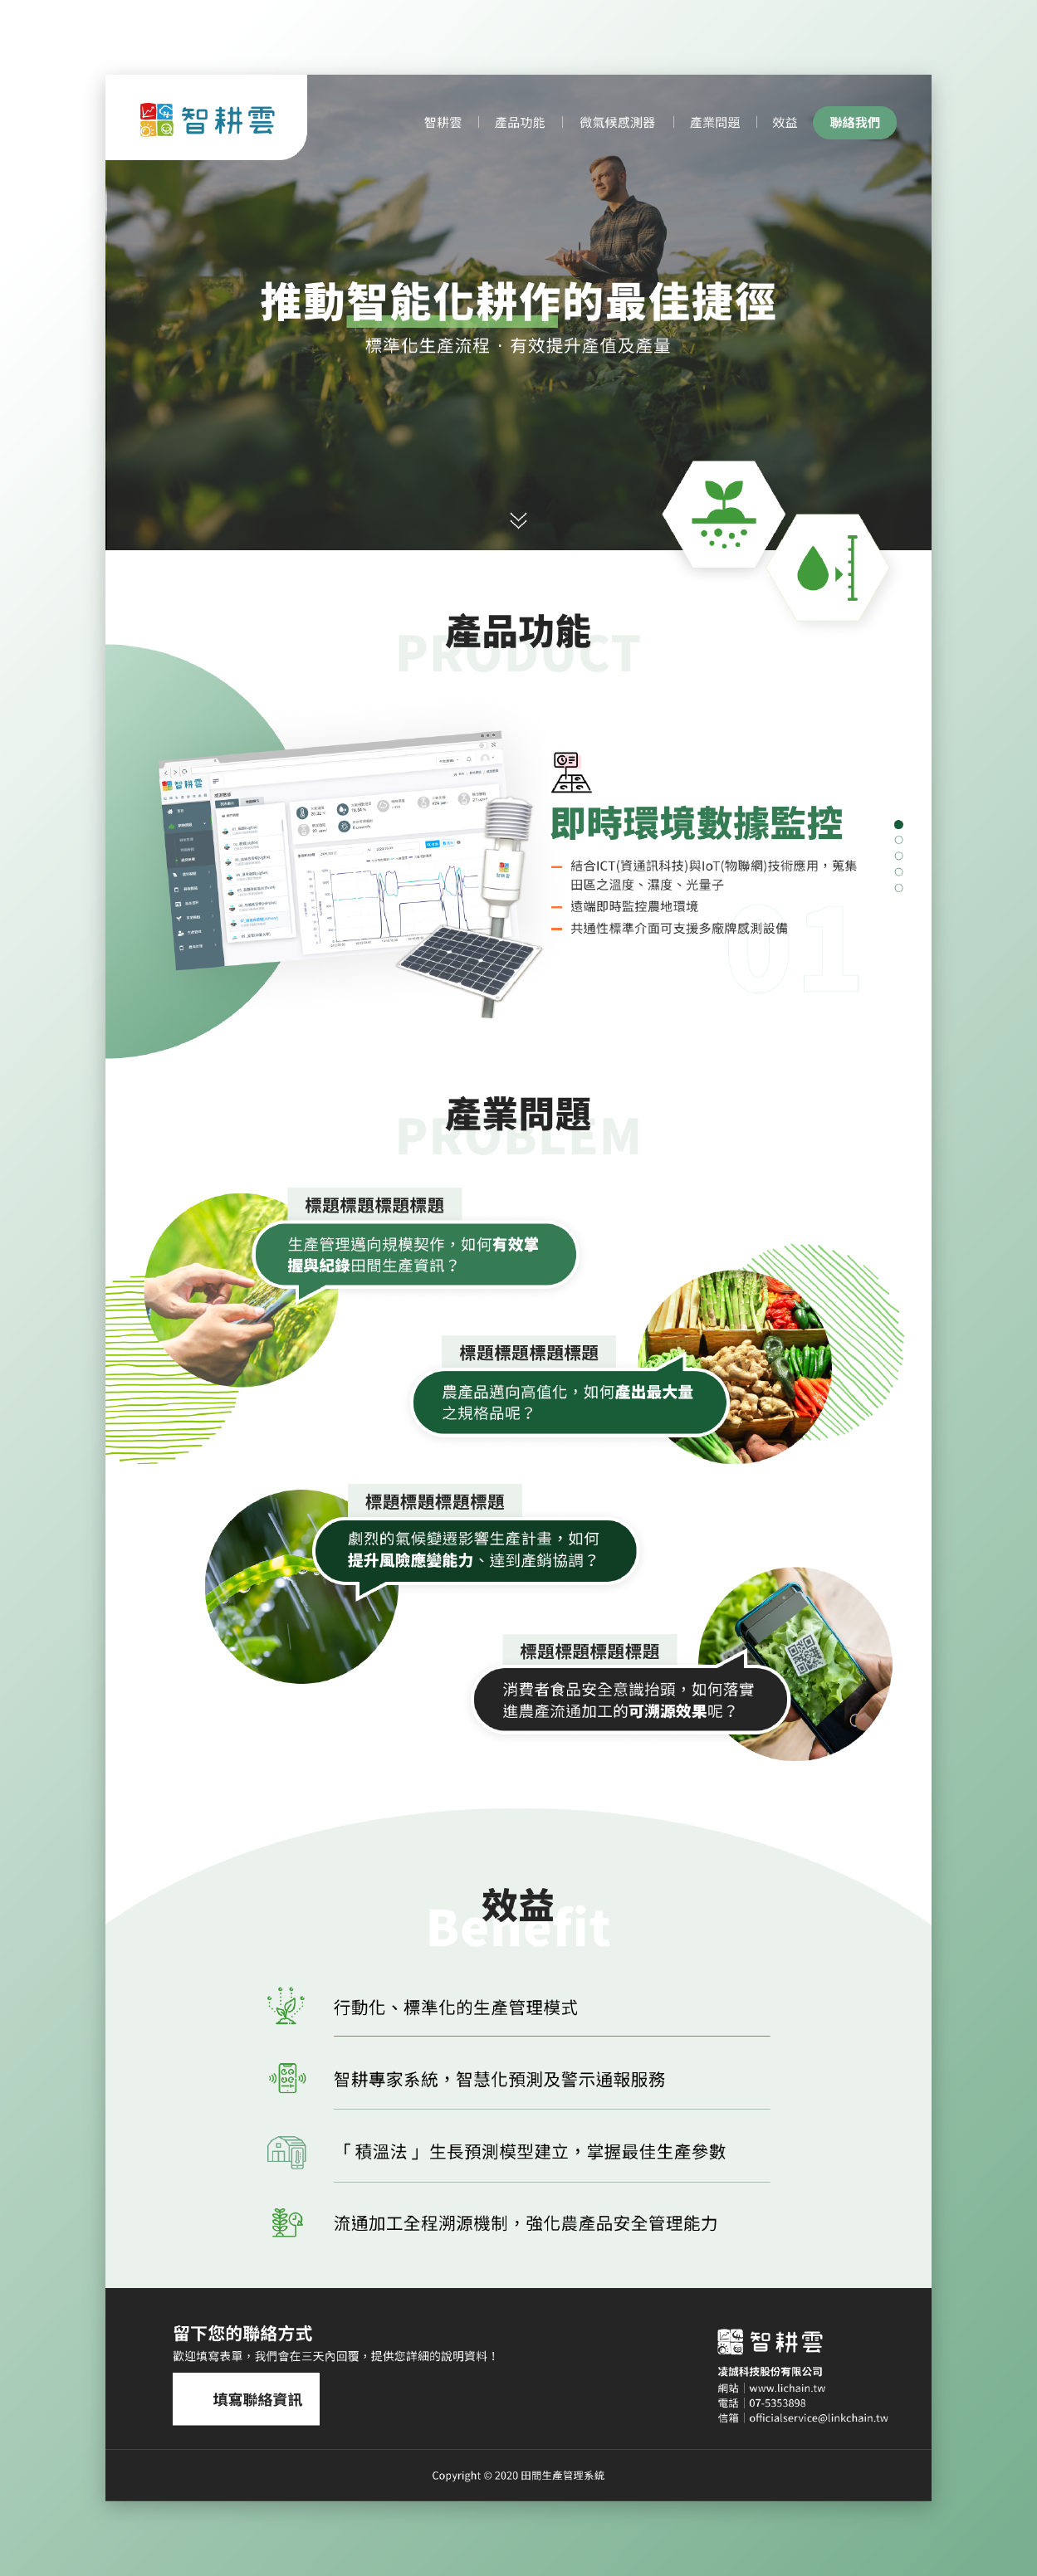 智耕雲
智耕雲
產品功能
微氣候感測器
產業問題
效益
聯絡我們
推動智能化耕作的最佳捷徑
標準化生產流程 · 有效提升產值及產量
產品功能
PRODUCT
智耕雲
智耕雲
即時環境數據監控
結合ICT(資通訊科技)與IoT(物聯網)技術應用，蒐集
田區之溫度、濕度、光量子
遠端即時監控農地環境
共通性標準介面可支援多廠牌感測設備
01
產業問題
PROBLEM
標題標題標題標題
生產管理邁向規模契作，如何有效掌
握與紀錄田間生產資訊？
標題標題標題標題
農產品邁向高值化，如何產出最大量
之規格品呢？
標題標題標題標題
劇烈的氣候變遷影響生產計畫，如何
提升風險應變能力、達到產銷協調？
標題標題標題標題
消費者食品安全意識抬頭，如何落實
進農產流通加工的可溯源效果呢？
效益
Benefit
行動化、標準化的生產管理模式
智耕專家系統，智慧化預測及警示通報服務
「 積溫法 」生長預測模型建立，掌握最佳生產參數
流通加工全程溯源機制，強化農產品安全管理能力
留下您的聯絡方式
歡迎填寫表單，我們會在三天內回覆，提供您詳細的說明資料！
填寫聯絡資訊
智耕雲
凌誠科技股份有限公司
網站｜www.lichain.tw
電話｜07-5353898
信箱｜officialservice@linkchain.tw
Copyright © 2020 田間生產管理系統